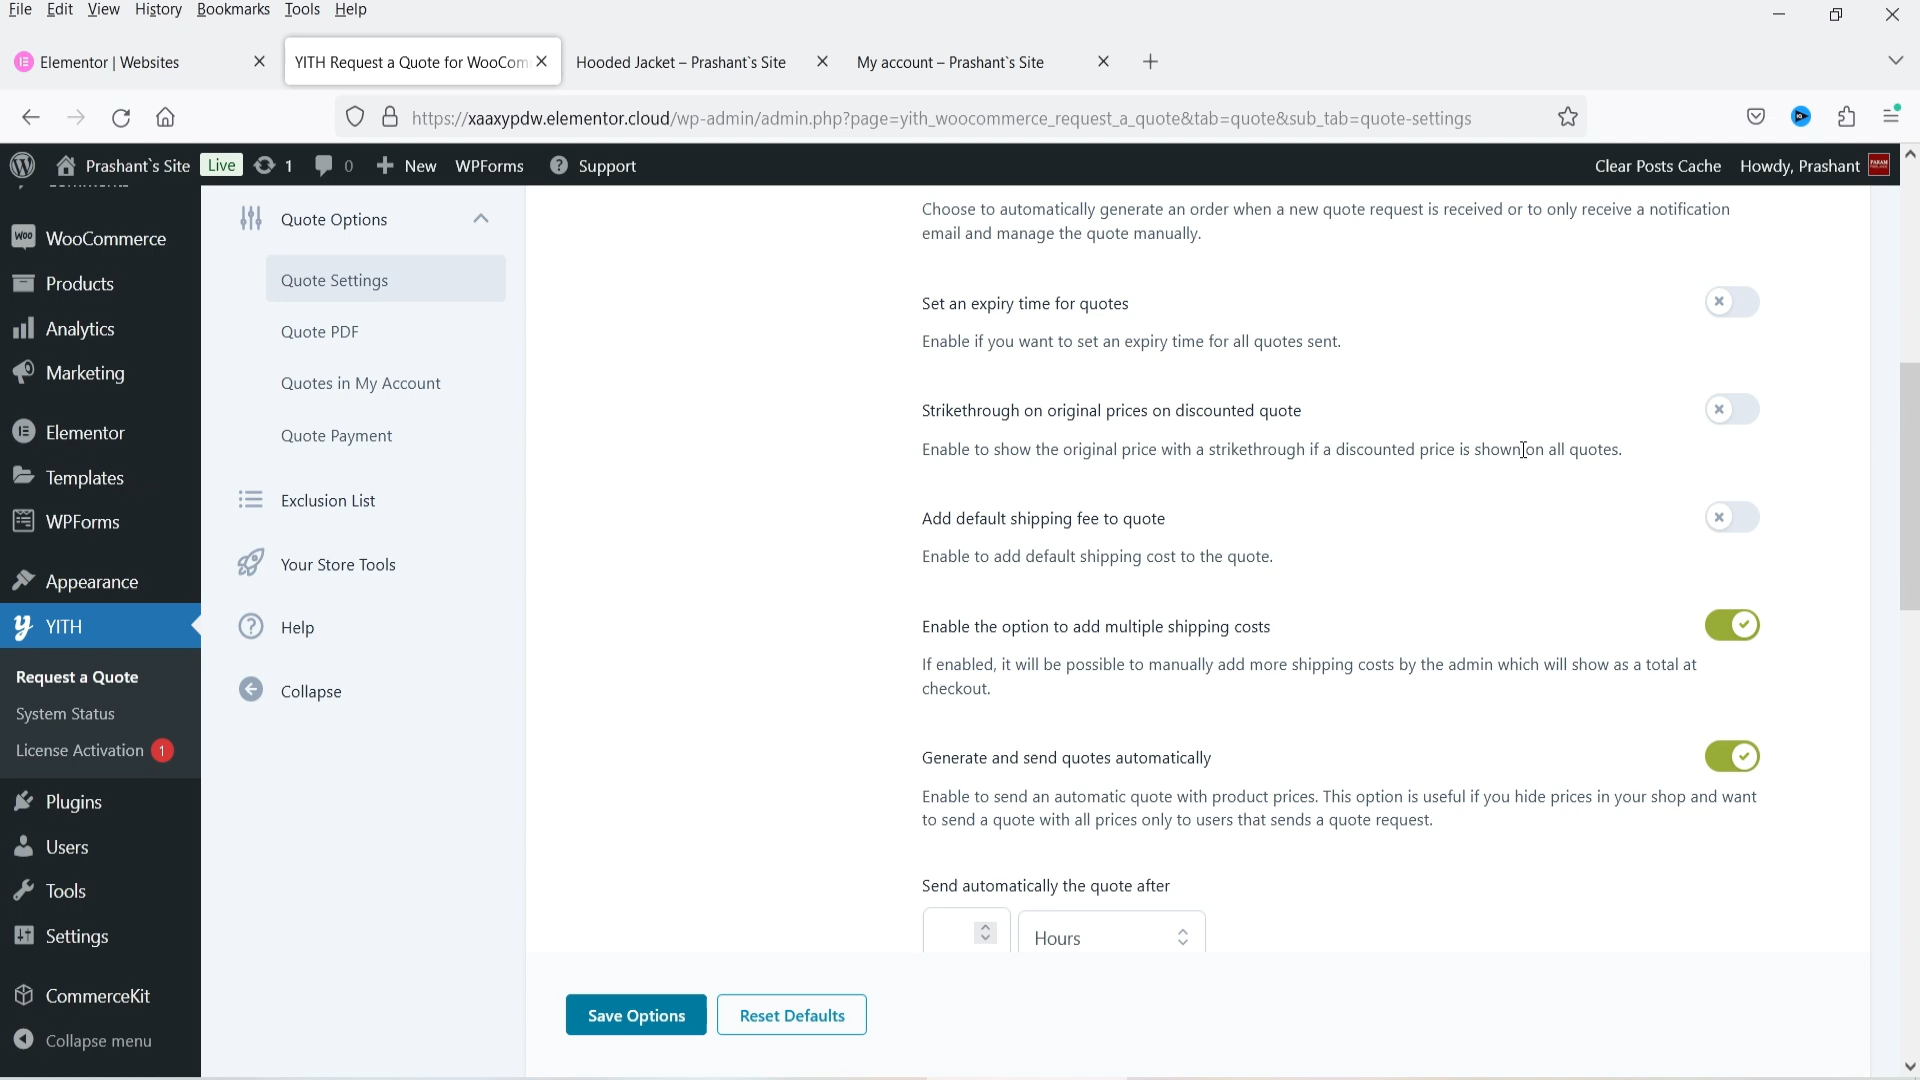 File Edit View History Bookmarks Tools Help
Elementor | Websites
YITH Request a Quote for WooCom
Hooded Jacket – Prashant`s Site
My account – Prashant`s Site
https://xaaxypdw.elementor.cloud/wp-admin/admin.php?page=yith_woocommerce_request_a_quote&tab=quote&sub_tab=quote-settings
Prashant`s Site Live 1 0 New WPForms Support Clear Posts Cache Howdy, Prashant
WooCommerce
Products
Analytics
Marketing
Elementor
Templates
WPForms
Appearance
YITH
Request a Quote
System Status
License Activation 1
Plugins
Users
Tools
Settings
CommerceKit
Collapse menu
Quote Options
Quote Settings
Quote PDF
Quotes in My Account
Quote Payment
Exclusion List
Your Store Tools
Help
Collapse
Choose to automatically generate an order when a new quote request is received or to only receive a notification
email and manage the quote manually.
Set an expiry time for quotes
Enable if you want to set an expiry time for all quotes sent.
Strikethrough on original prices on discounted quote
Enable to show the original price with a strikethrough if a discounted price is shown on all quotes.
Add default shipping fee to quote
Enable to add default shipping cost to the quote.
Enable the option to add multiple shipping costs
If enabled, it will be possible to manually add more shipping costs by the admin which will show as a total at
checkout.
Generate and send quotes automatically
Enable to send an automatic quote with product prices. This option is useful if you hide prices in your shop and want
to send a quote with all prices only to users that sends a quote request.
Send automatically the quote after
Hours
Save Options
Reset Defaults